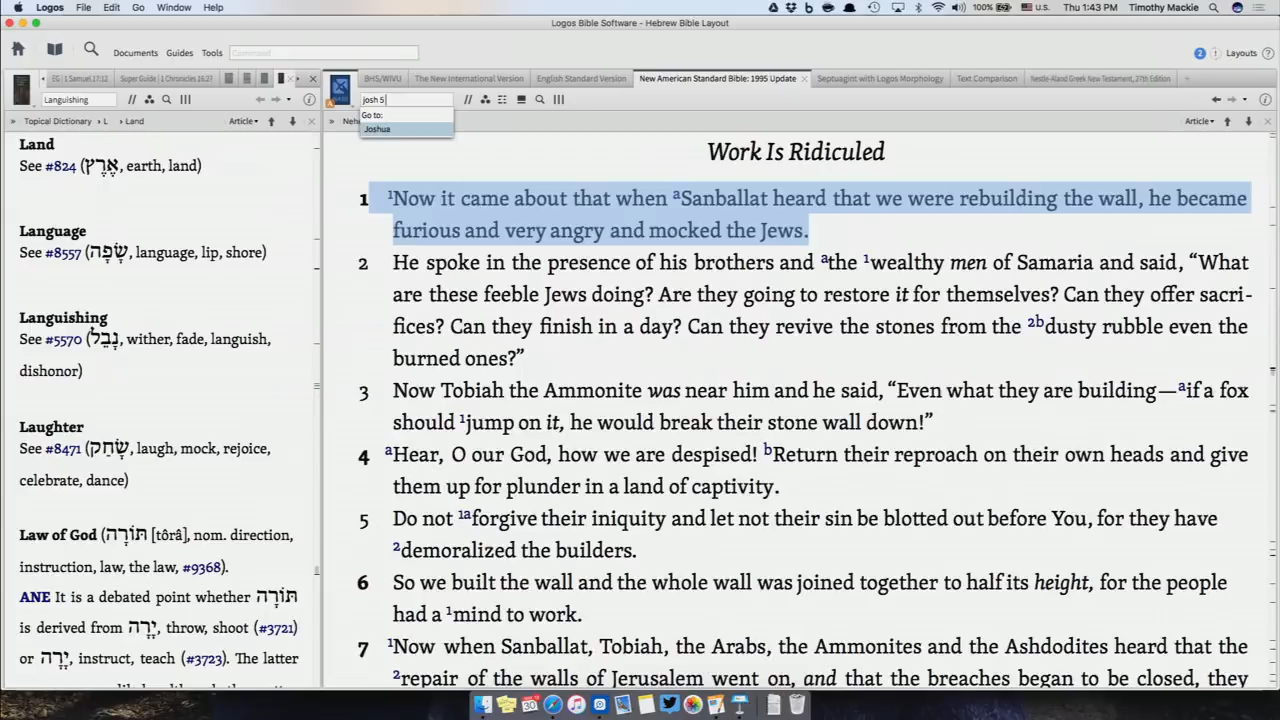 Logos File Edit Go Window Help 100% U.S. Thu 1:43 PM Timothy Mackie
Logos Bible Software - Hebrew Bible Layout
Documents Guides Tools Command 2 Layouts
EG | 1 Samuel 17:12 Super Guide | 1 Chronicles 16:27
BHS/WIVU The New International Version English Standard Version New American Standard Bible: 1995 Update Septuagint with Logos Morphology Text Comparison Nestle-Aland Greek New Testament, 27th Edition
Languishing
josh 5
Go to:
Joshua
» Topical Dictionary › L › Land Article
» Neh Article
Land
See #824 (אֶרֶץ, earth, land)
Language
See #8557 (שָׂפָה, language, lip, shore)
Languishing
See #5570 (נָבֵל, wither, fade, languish,
dishonor)
Laughter
See #8471 (שָׂחַק, laugh, mock, rejoice,
celebrate, dance)
Law of God (תּוֹרָה [tôrâ], nom. direction,
instruction, law, the law, #9368).
ANE It is a debated point whether תּוֹרָה
is derived from יָרָה, throw, shoot (#3721)
or יָרָה, instruct, teach (#3723). The latter
Work Is Ridiculed
1 1Now it came about that when aSanballat heard that we were rebuilding the wall, he became
furious and very angry and mocked the Jews.
2 He spoke in the presence of his brothers and athe 1wealthy men of Samaria and said, “What
are these feeble Jews doing? Are they going to restore it for themselves? Can they offer sacri-
fices? Can they finish in a day? Can they revive the stones from the 2bdusty rubble even the
burned ones?”
3 Now Tobiah the Ammonite was near him and he said, “Even what they are building—aif a fox
should 1jump on it, he would break their stone wall down!”
4 aHear, O our God, how we are despised! bReturn their reproach on their own heads and give
them up for plunder in a land of captivity.
5 Do not 1aforgive their iniquity and let not their sin be blotted out before You, for they have
2demoralized the builders.
6 So we built the wall and the whole wall was joined together to half its height, for the people
had a 1mind to work.
7 1Now when Sanballat, Tobiah, the Arabs, the Ammonites and the Ashdodites heard that the
2repair of the walls of Jerusalem went on, and that the breaches began to be closed, they